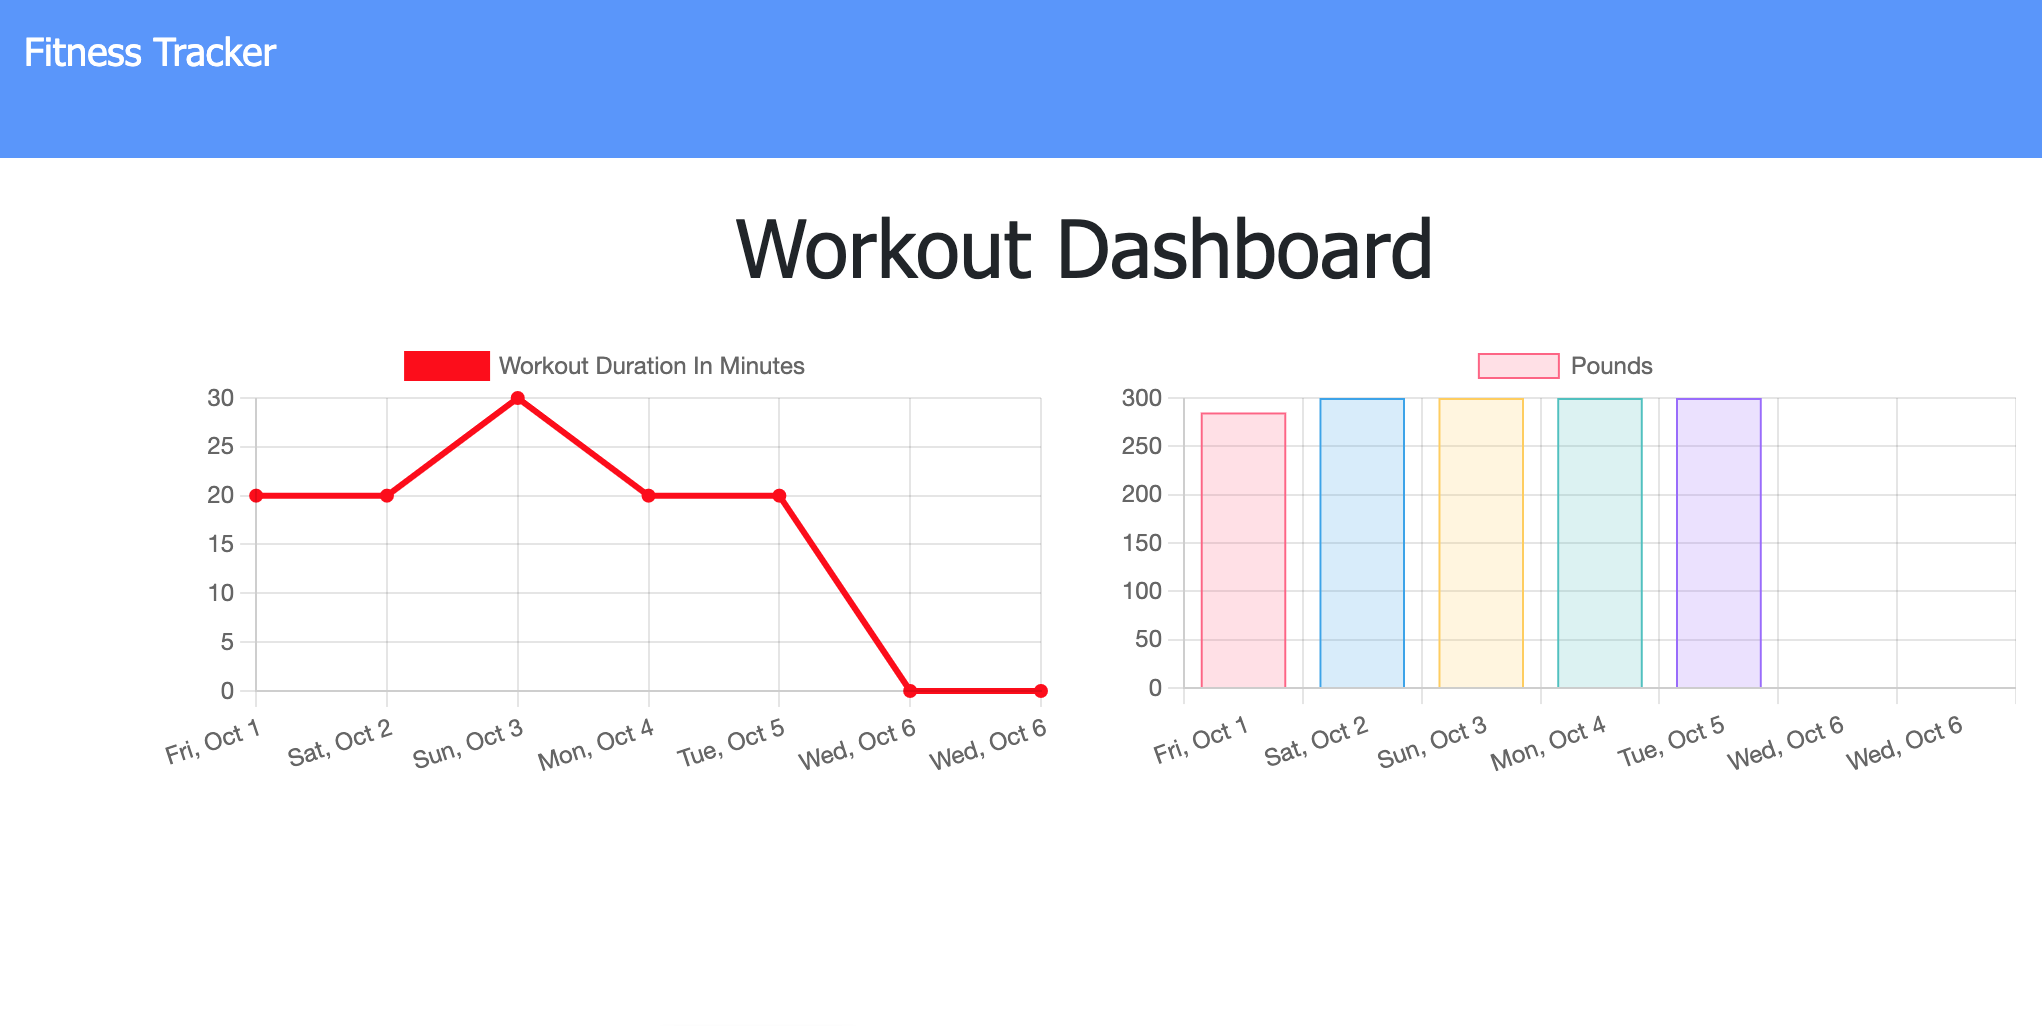 Fitness Tracker
Workout Dashboard
Workout Duration In Minutes
30
25
20
15
10
5
0
Fri, Oct 1
Sat, Oct 2
Sun, Oct 3
Mon, Oct 4
Tue, Oct 5
Wed, Oct 6
Wed, Oct 6
Pounds
300
250
200
150
100
50
0
Fri, Oct 1
Sat, Oct 2
Sun, Oct 3
Mon, Oct 4
Tue, Oct 5
Wed, Oct 6
Wed, Oct 6